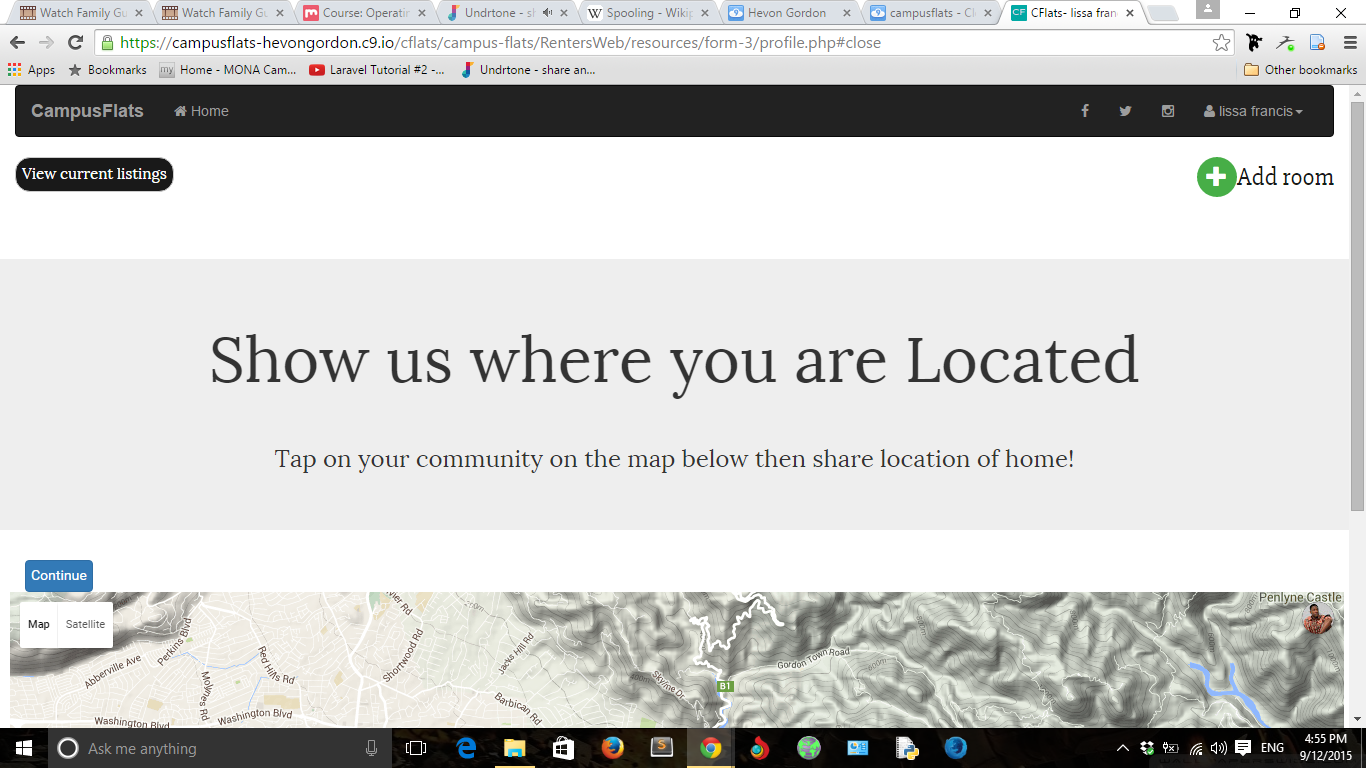 Watch Family Gu
Watch Family Gu
Course: Operatin
Undrtone - sh
Spooling - Wikip
Hevon Gordon
campusflats - Cl
CFlats- lissa fran
https://campusflats-hevongordon.c9.io/cflats/campus-flats/RentersWeb/resources/form-3/profile.php#close
Apps
Bookmarks
my
Home - MONA Cam...
Laravel Tutorial #2 -...
Undrtone - share an...
Other bookmarks
CampusFlats
Home
lissa francis
View current listings
Add room
Show us where you are Located
Tap on your community on the map below then share location of home!
Continue
Map
Satellite
Penlyne Castle
Perkins Blvd
Abberville Ave
Molynes Rd
Red Hills Rd
Shortwood Rd
Jacks Hill Rd
Skyline Dr
Gordon Town Road
B1
Barbican Rd
Washington Blvd
Washington Blvd
Ask me anything
ENG
4:55 PM
9/12/2015